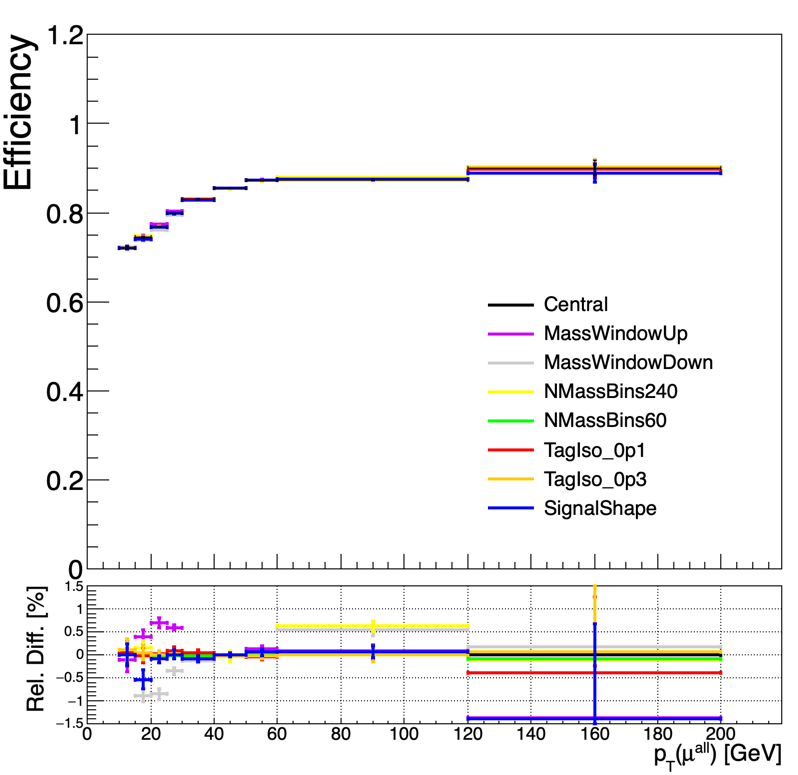 Efficiency
1.2
1
0.8
0.6
0.4
0.2
0
Central
MassWindowUp
MassWindowDown
NMassBins240
NMassBins60
TagIso_0p1
TagIso_0p3
SignalShape
Rel. Diff. [%]
1.5
1
0.5
0
−0.5
−1
−1.5
0 20 40 60 80 100 120 140 160 180 200
p_T(μ^all) [GeV]